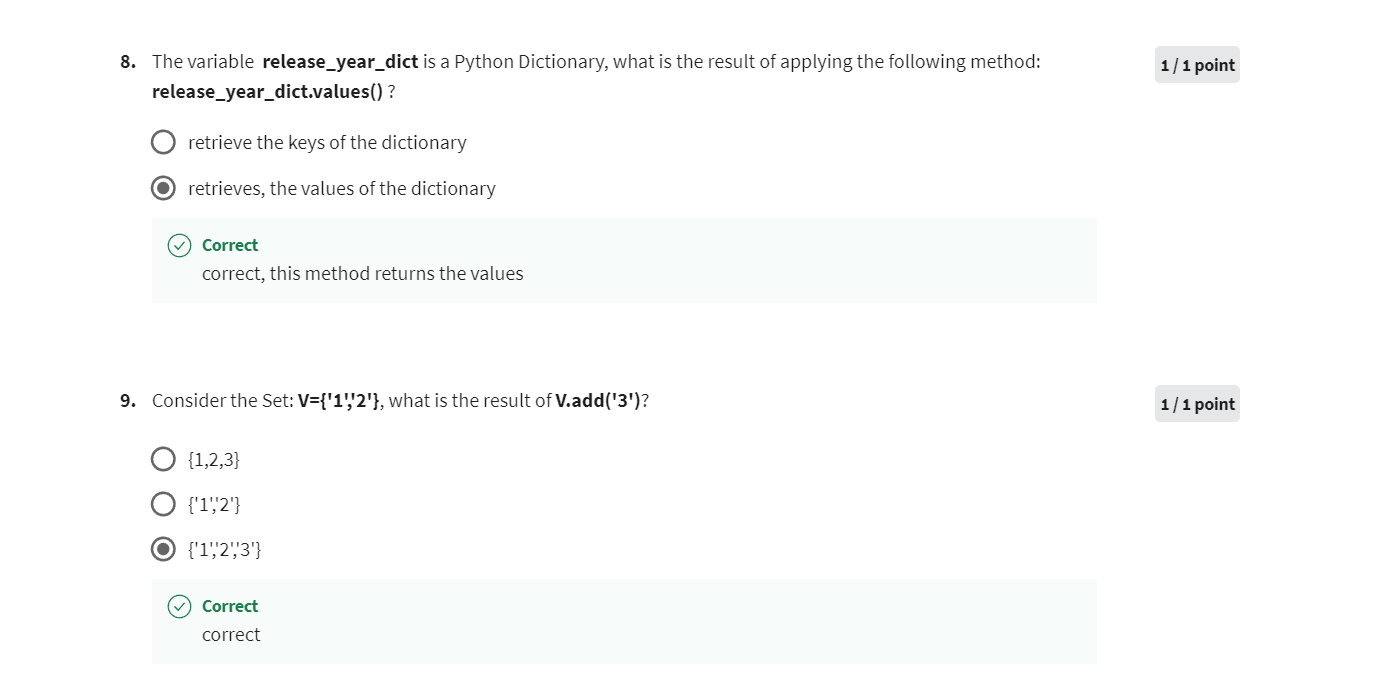 8. The variable release_year_dict is a Python Dictionary, what is the result of applying the following method: 1 / 1 point
release_year_dict.values() ?
retrieve the keys of the dictionary
retrieves, the values of the dictionary
Correct
correct, this method returns the values
9. Consider the Set: V={'1','2'}, what is the result of V.add('3')? 1 / 1 point
{1,2,3}
{'1','2'}
{'1','2','3'}
Correct
correct